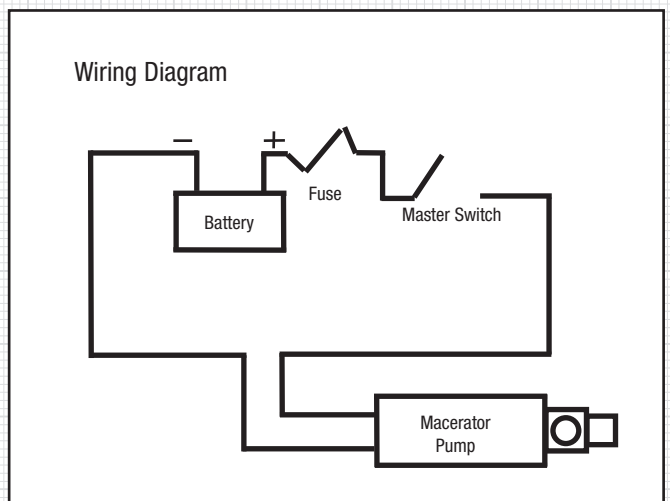 Wiring Diagram
− +
Fuse
Battery
Master Switch
Macerator
Pump